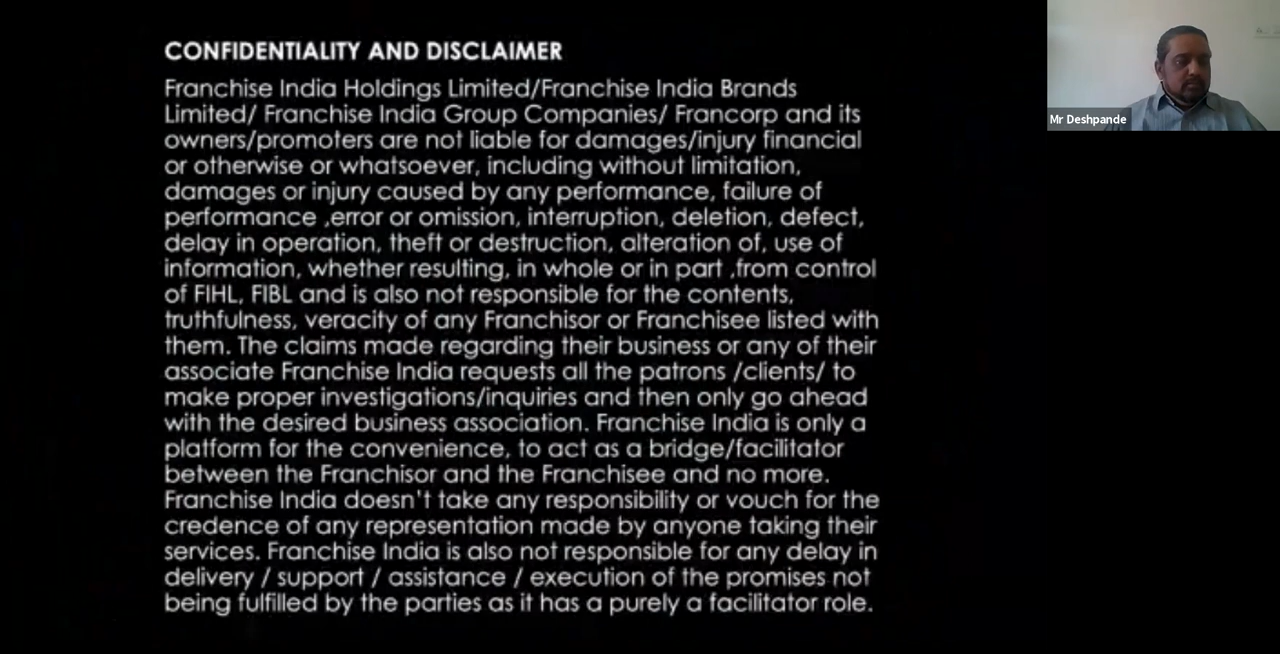 CONFIDENTIALITY AND DISCLAIMER
Franchise India Holdings Limited/Franchise India Brands
Limited/ Franchise India Group Companies/ Francorp and its
owners/promoters are not liable for damages/injury financial
or otherwise or whatsoever, including without limitation,
damages or injury caused by any performance, failure of
performance ,error or omission, interruption, deletion, defect,
delay in operation, theft or destruction, alteration of, use of
information, whether resulting, in whole or in part ,from control
of FIHL, FIBL and is also not responsible for the contents,
truthfulness, veracity of any Franchisor or Franchisee listed with
them. The claims made regarding their business or any of their
associate Franchise India requests all the patrons /clients/ to
make proper investigations/inquiries and then only go ahead
with the desired business association. Franchise India is only a
platform for the convenience, to act as a bridge/facilitator
between the Franchisor and the Franchisee and no more.
Franchise India doesn't take any responsibility or vouch for the
credence of any representation made by anyone taking their
services. Franchise India is also not responsible for any delay in
delivery / support / assistance / execution of the promises not
being fulfilled by the parties as it has a purely a facilitator role.
Mr Deshpande